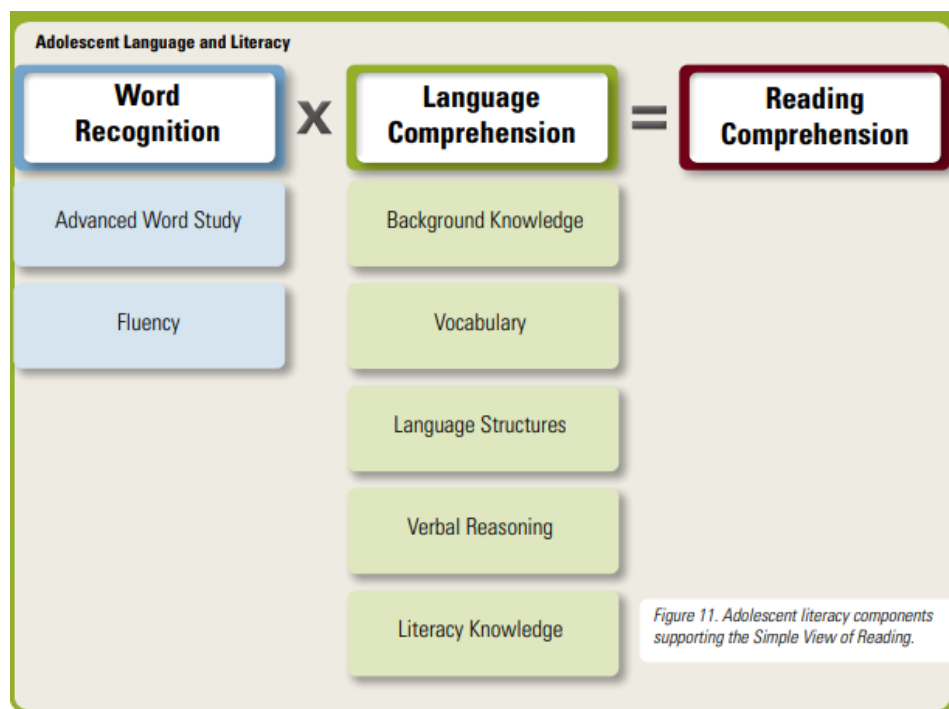 Adolescent Language and Literacy
Word
Recognition
X
Language
Comprehension
=
Reading
Comprehension
Advanced Word Study
Fluency
Background Knowledge
Vocabulary
Language Structures
Verbal Reasoning
Literacy Knowledge
Figure 11. Adolescent literacy components
supporting the Simple View of Reading.